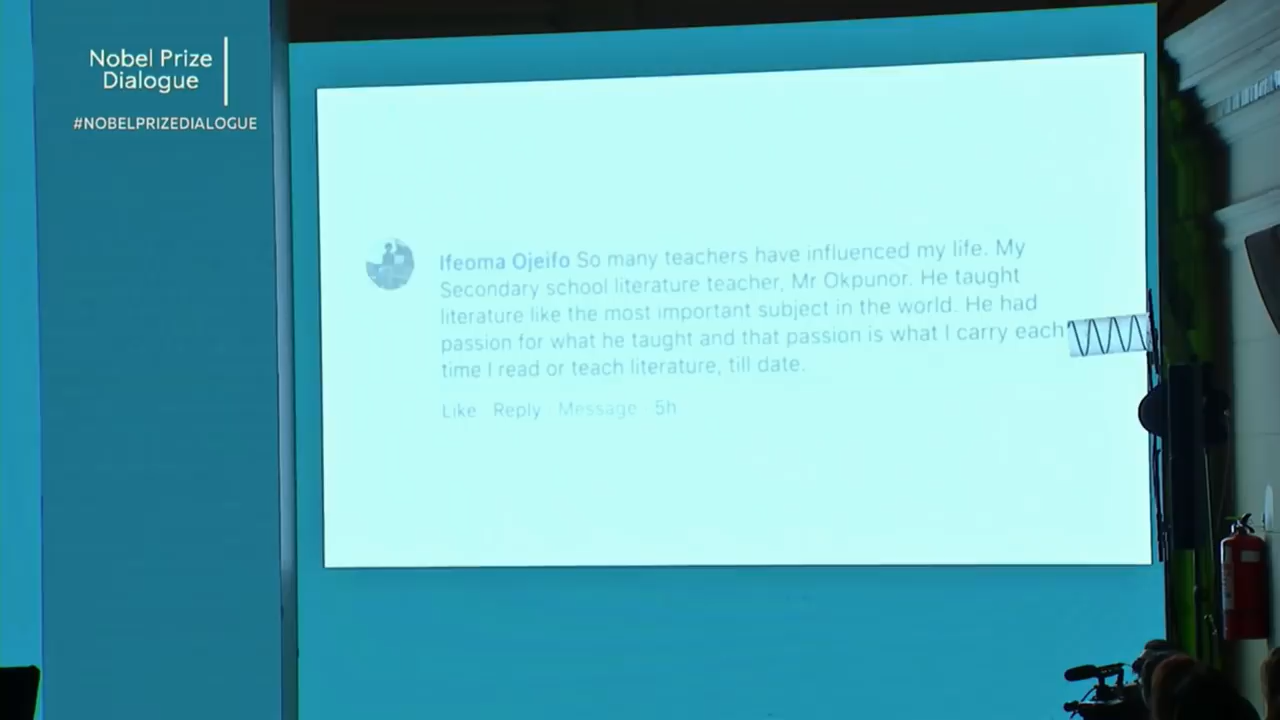 Nobel Prize
Dialogue
#NOBELPRIZEDIALOGUE
Ifeoma Ojeifo So many teachers have influenced my life. My
Secondary school literature teacher, Mr Okpunor. He taught
literature like the most important subject in the world. He had
passion for what he taught and that passion is what I carry each
time I read or teach literature, till date.
Like Reply Message 5h